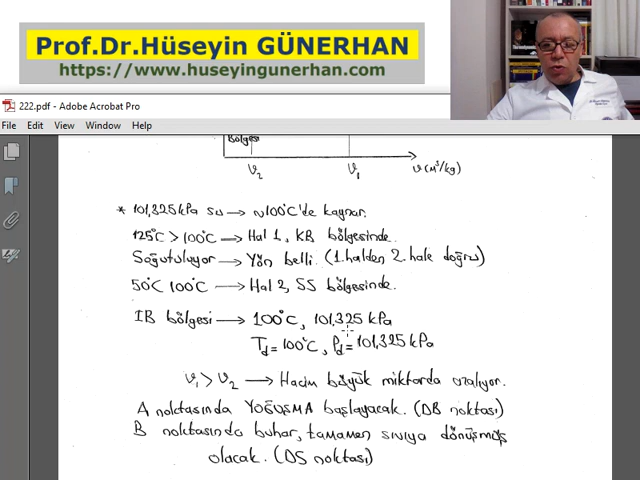 Prof.Dr.Hüseyin GÜNERHAN
https://www.huseyingunerhan.com
222.pdf - Adobe Acrobat Pro
File Edit View Window Help
Bölgesi
v₂ v₁ v(m³/kg)
* 101,325 kPa su → ~100°C'de kaynar.
125°C > 100°C → Hal 1, KB bölgesinde.
Soğutuluyor → Yön belli. (1.halden 2. hale doğru)
50°C < 100°C → Hal 2, SS bölgesinde.
IB bölgesi → 100°C, 101,325 kPa
Td = 100°C, Pd = 101,325 kPa
v₁ > v₂ → Hacim büyük miktarda azalıyor.
A noktasında YOĞUŞMA başlayacak. (DB noktası)
B noktasında buhar, tamamen sıvıya dönüşmüş
olacak. (DS noktası)